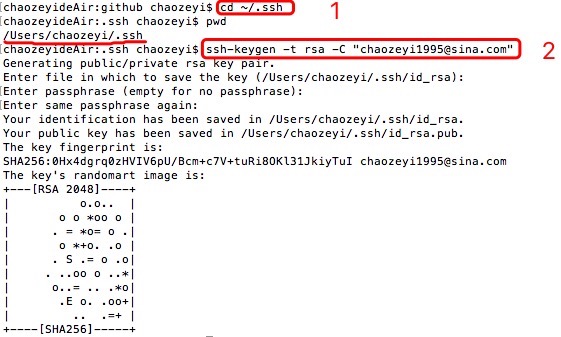 [chaozeyideAir:github chaozeyi$ cd ~/.ssh 1
[chaozeyideAir:.ssh chaozeyi$ pwd
/Users/chaozeyi/.ssh
[chaozeyideAir:.ssh chaozeyi$ ssh-keygen -t rsa -C "chaozeyi1995@sina.com" 2
Generating public/private rsa key pair.
Enter file in which to save the key (/Users/chaozeyi/.ssh/id_rsa):
[Enter passphrase (empty for no passphrase):
[Enter same passphrase again:
Your identification has been saved in /Users/chaozeyi/.ssh/id_rsa.
Your public key has been saved in /Users/chaozeyi/.ssh/id_rsa.pub.
The key fingerprint is:
SHA256:0Hx4dgrq0zHVIV6pU/Bcm+c7V+tuRi8OKl31JkiyTuI chaozeyi1995@sina.com
The key's randomart image is:
+---[RSA 2048]----+
|          o.o..  |
|       o o *oo o |
|      . = *o= o .|
|       o *+o. .o |
|      . S .= o .o|
|     . ..oo o ..*|
|      o..= .. .*o|
|       .E o. .oo+|
|         ..  .=+ |
+----[SHA256]-----+